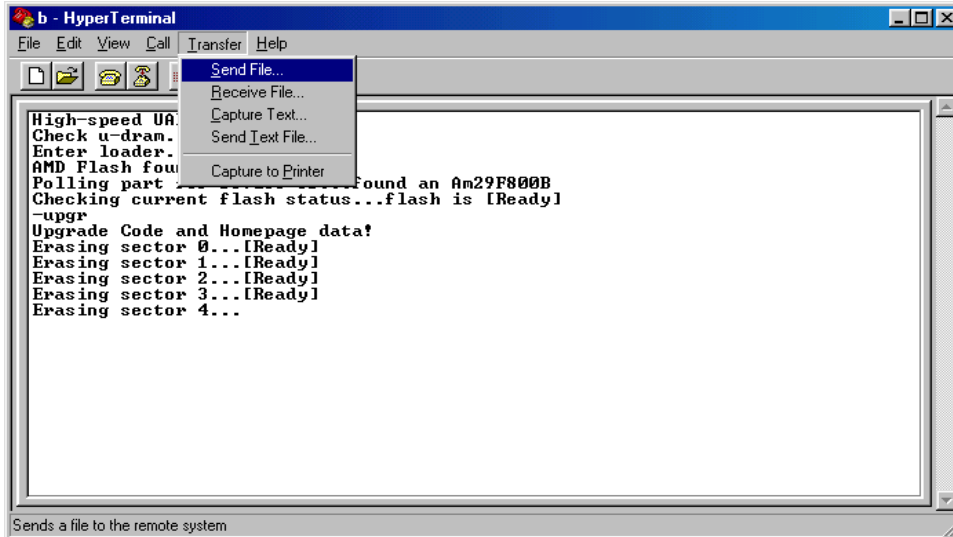 b - HyperTerminal
File Edit View Call Transfer Help
Send File...
Receive File...
Capture Text...
Send Text File...
Capture to Printer
High-speed UA
Check u-dram.
Enter loader.
AMD Flash fou
Polling part found an Am29F800B
Checking current flash status...flash is [Ready]
-upgr
Upgrade Code and Homepage data!
Erasing sector 0...[Ready]
Erasing sector 1...[Ready]
Erasing sector 2...[Ready]
Erasing sector 3...[Ready]
Erasing sector 4...
Sends a file to the remote system